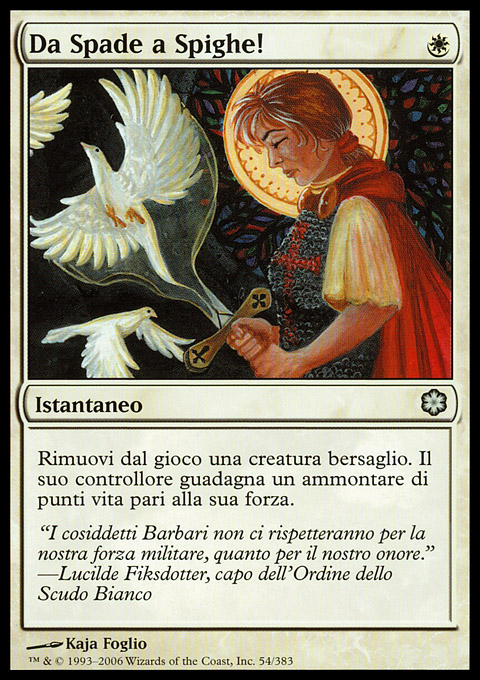 Da Spade a Spighe!
Istantaneo
Rimuovi dal gioco una creatura bersaglio. Il
suo controllore guadagna un ammontare di
punti vita pari alla sua forza.
“I cosiddetti Barbari non ci rispetteranno per la
nostra forza militare, quanto per il nostro onore.”
—Lucilde Fiksdotter, capo dell’Ordine dello
Scudo Bianco
Kaja Foglio
™ & © 1993–2006 Wizards of the Coast, Inc. 54/383